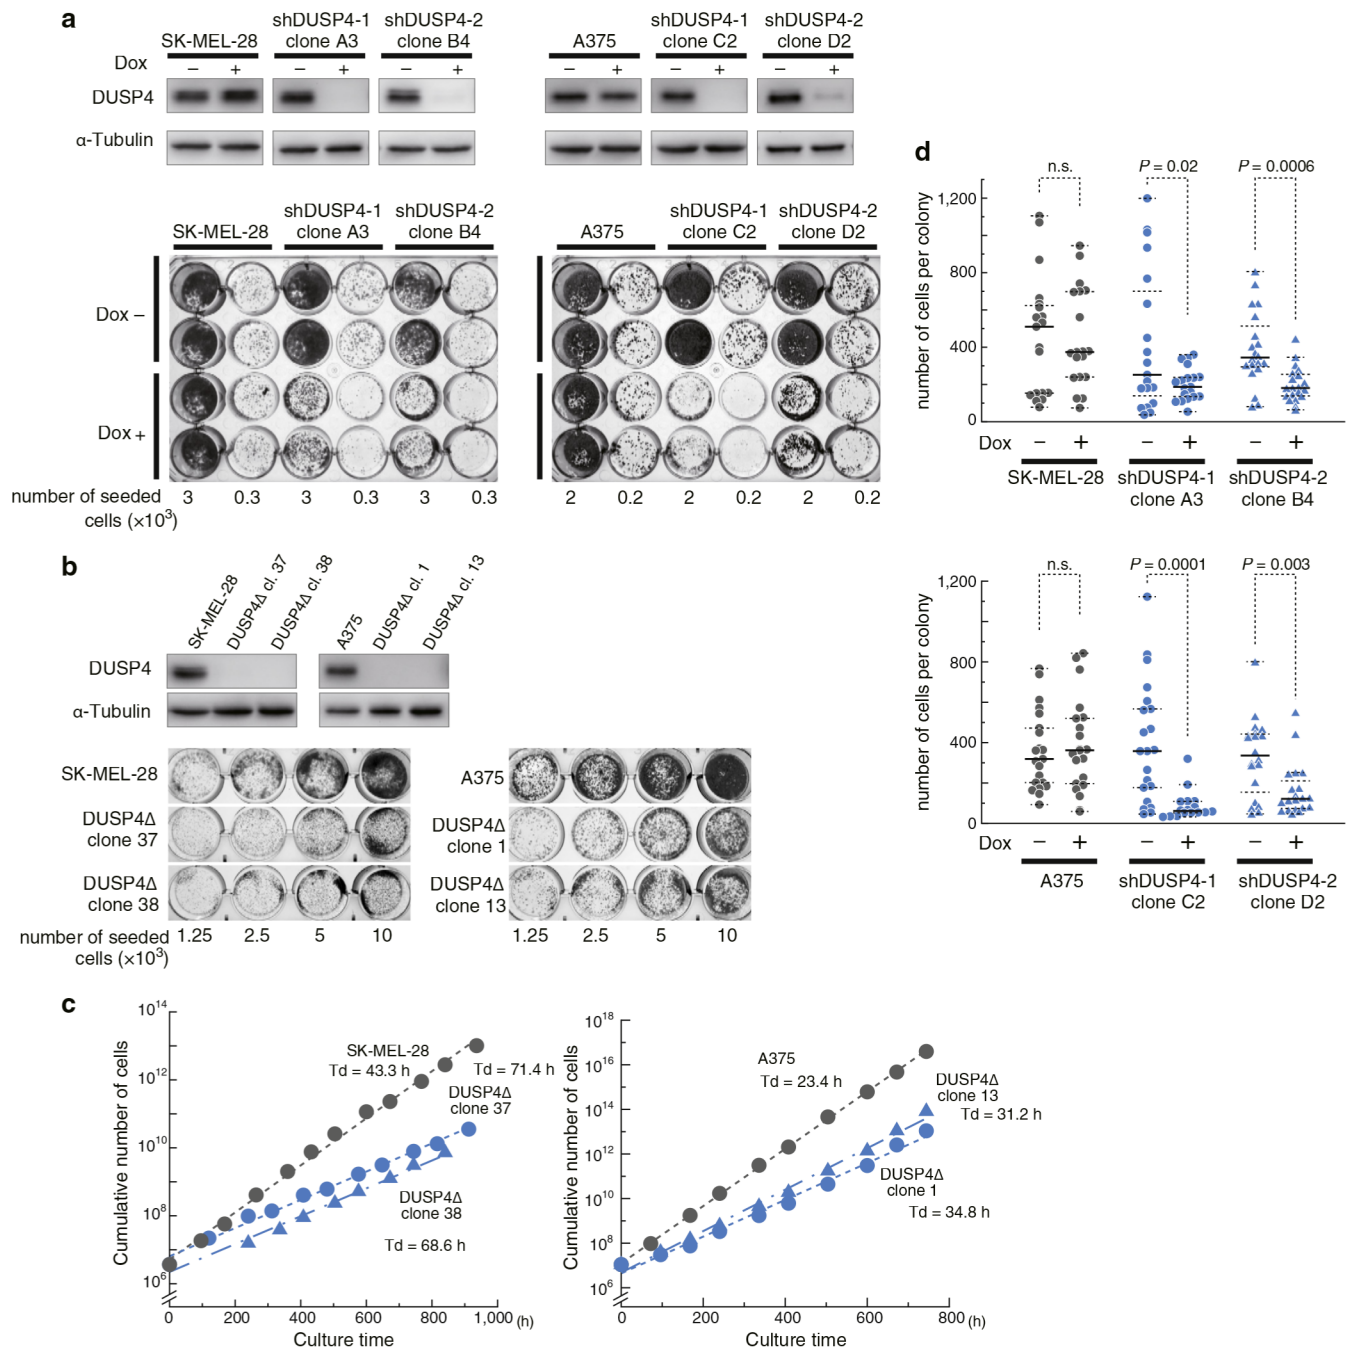 a
SK-MEL-28
shDUSP4-1
clone A3
shDUSP4-2
clone B4
A375
shDUSP4-1
clone C2
shDUSP4-2
clone D2
Dox
− + − + − + − + − + − +
DUSP4
α-Tubulin
SK-MEL-28
shDUSP4-1
clone A3
shDUSP4-2
clone B4
A375
shDUSP4-1
clone C2
shDUSP4-2
clone D2
Dox −
Dox +
number of seeded
cells (×10³)
3 0.3 3 0.3 3 0.3
2 0.2 2 0.2 2 0.2
b
SK-MEL-28
DUSP4Δ cl. 37
DUSP4Δ cl. 38
A375
DUSP4Δ cl. 1
DUSP4Δ cl. 13
DUSP4
α-Tubulin
SK-MEL-28
DUSP4Δ
clone 37
DUSP4Δ
clone 38
A375
DUSP4Δ
clone 1
DUSP4Δ
clone 13
number of seeded
cells (×10³)
1.25 2.5 5 10
1.25 2.5 5 10
c
Cumulative number of cells
10¹⁴
10¹²
10¹⁰
10⁸
10⁶
SK-MEL-28
Td = 43.3 h
Td = 71.4 h
DUSP4Δ
clone 37
DUSP4Δ
clone 38
Td = 68.6 h
0 200 400 600 800 1,000 (h)
Culture time
Cumulative number of cells
10¹⁸
10¹⁶
10¹⁴
10¹²
10¹⁰
10⁸
10⁶
A375
Td = 23.4 h
DUSP4Δ
clone 13
Td = 31.2 h
DUSP4Δ
clone 1
Td = 34.8 h
0 200 400 600 800 (h)
Culture time
d
number of cells per colony
1,200
800
400
0
n.s.
P = 0.02
P = 0.0006
Dox − + − + − +
SK-MEL-28
shDUSP4-1
clone A3
shDUSP4-2
clone B4
number of cells per colony
1,200
800
400
0
n.s.
P = 0.0001
P = 0.003
Dox − + − + − +
A375
shDUSP4-1
clone C2
shDUSP4-2
clone D2